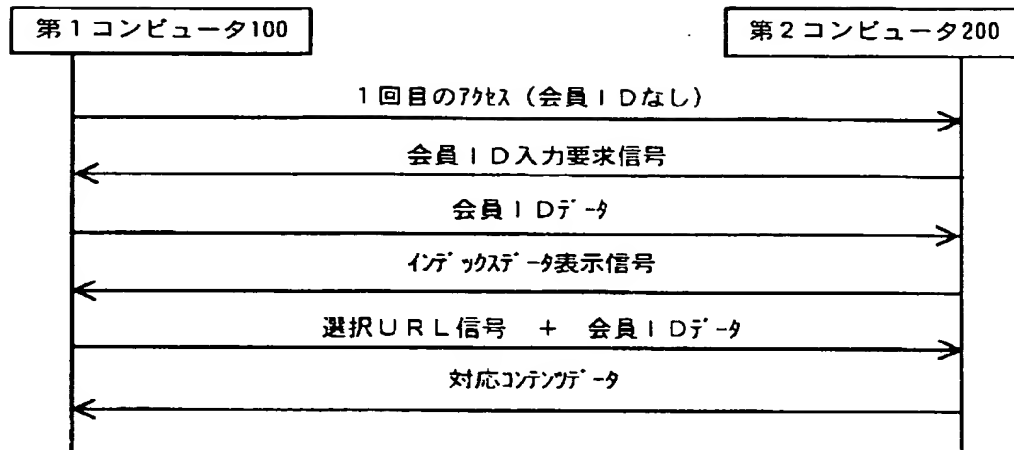 第１コンピュータ100
第２コンピュータ200
１回目のｱｸｾｽ（会員ＩＤなし）
会員ＩＤ入力要求信号
会員ＩＤﾃﾞｰﾀ
ｲﾝﾃﾞｯｸｽﾃﾞｰﾀ表示信号
選択ＵＲＬ信号　＋　会員ＩＤﾃﾞｰﾀ
対応ｺﾝﾃﾝﾂﾃﾞｰﾀ